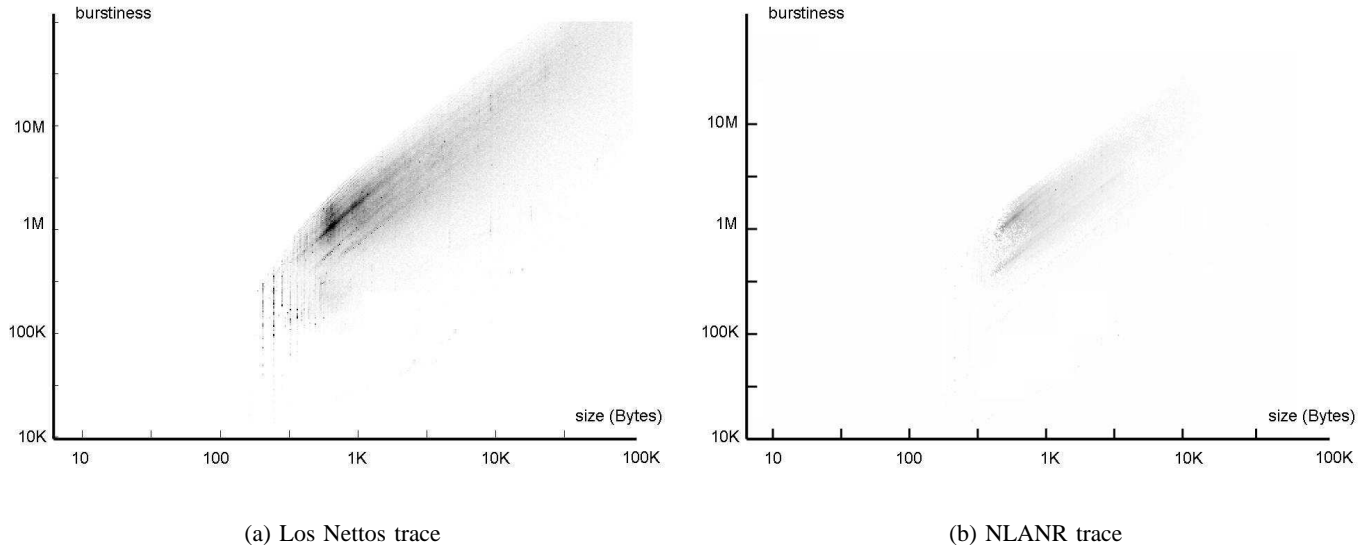 burstiness
10M
1M
100K
10K
size (Bytes)
10 100 1K 10K 100K
(a) Los Nettos trace
burstiness
10M
1M
100K
10K
size (Bytes)
10 100 1K 10K 100K
(b) NLANR trace